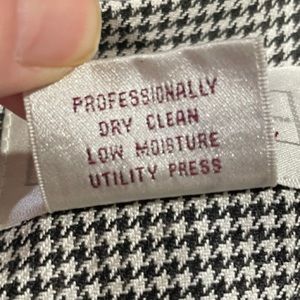 PROFESSIONALLY
DRY CLEAN
LOW MOISTURE
UTILITY PRESS